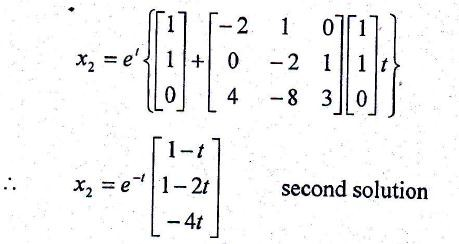 x₂ = eᵗ { [1 1 0] + [-2 1 0; 0 -2 1; 4 -8 3] [1 1 0] t }
∴ x₂ = e⁻ᵗ [1-t 1-2t -4t] second solution